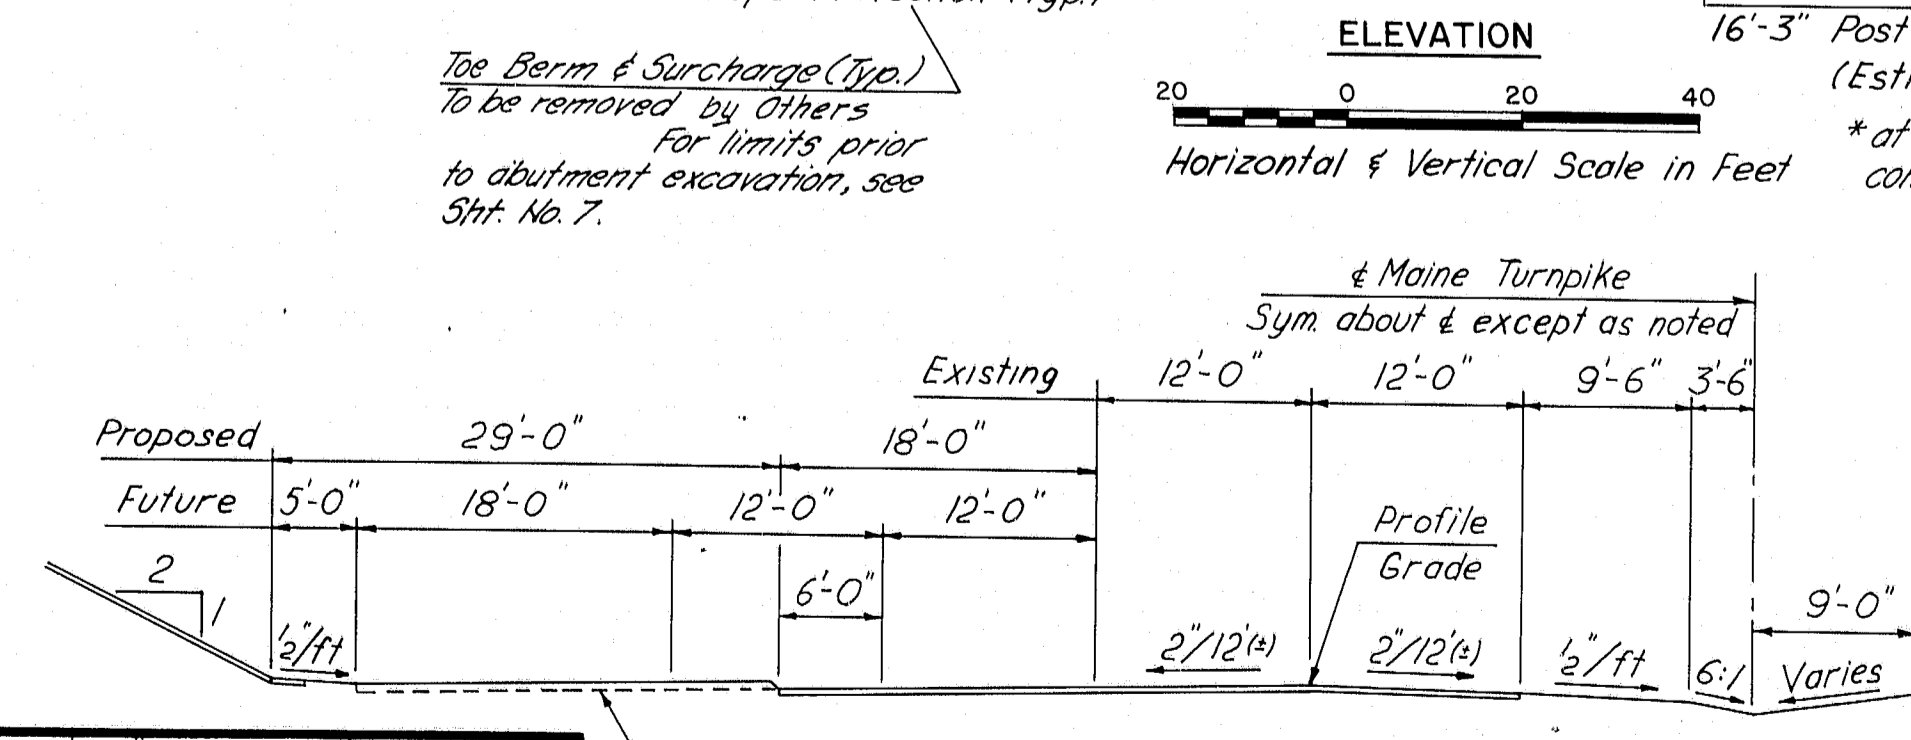 (Typ.)
Toe Berm & Surcharge (Typ.)
To be removed by Others
For limits prior
to abutment excavation, see
Sht. No. 7.
ELEVATION
20 0 20 40
Horizontal & Vertical Scale in Feet
16'-3" Post
* at
℄ Maine Turnpike
Sym. about ℄ except as noted
Existing 12'-0" 12'-0" 9'-6" 3'-6"
Proposed 29'-0" 18'-0"
Future 5'-0" 18'-0" 12'-0" 12'-0"
Profile
Grade
2
1
6'-0"
9'-0"
1/2"/ft 2"/12'(±) 2"/12'(±) 1/2"/ft 6:1 Varies